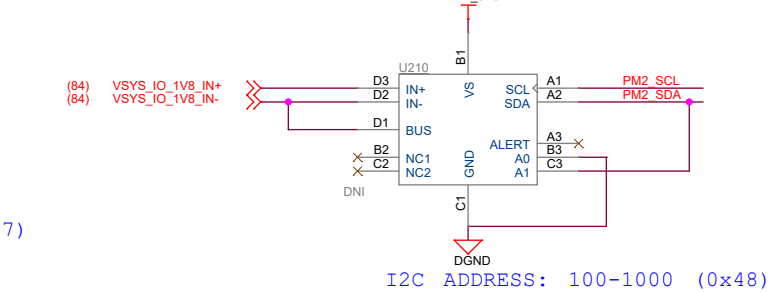 U210
B1
(84) VSYS_IO_1V8_IN+ D3 IN+ VS SCL A1 PM2_SCL
(84) VSYS_IO_1V8_IN- D2 IN- SDA A2 PM2_SDA
D1 BUS
ALERT A3
B2 NC1 A0 B3
C2 NC2 GND A1 C3
DNI
C1
7)
DGND
I2C ADDRESS: 100-1000 (0x48)